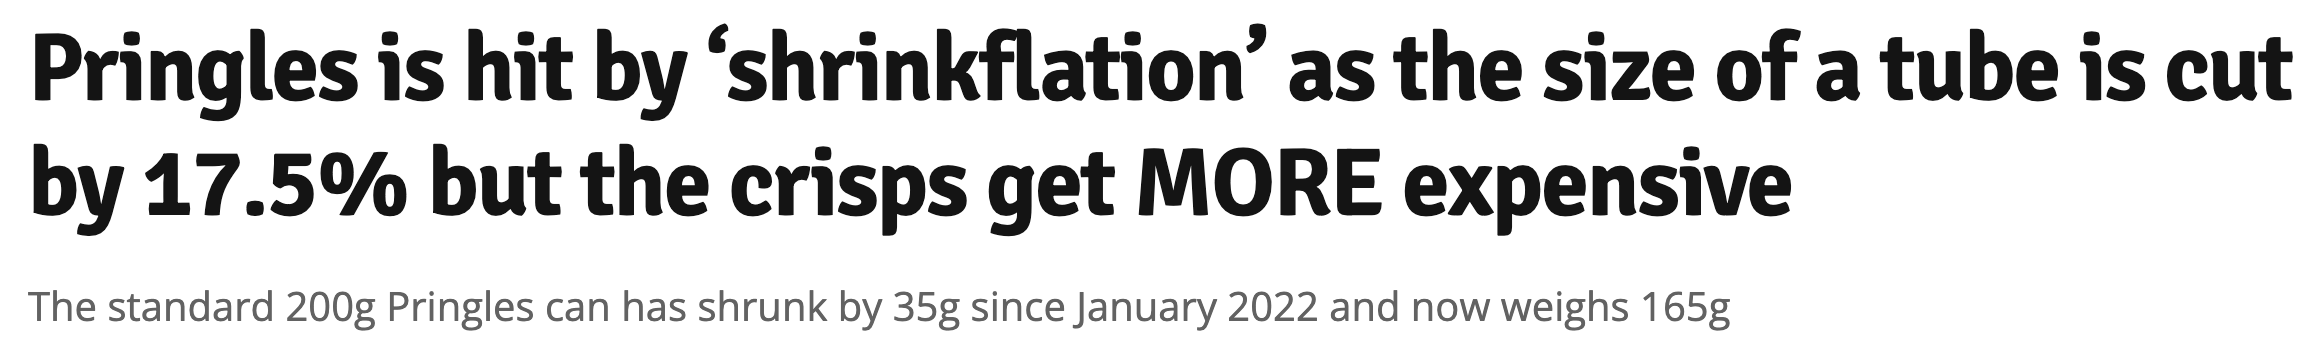 Pringles is hit by ‘shrinkflation’ as the size of a tube is cut
by 17.5% but the crisps get MORE expensive
The standard 200g Pringles can has shrunk by 35g since January 2022 and now weighs 165g